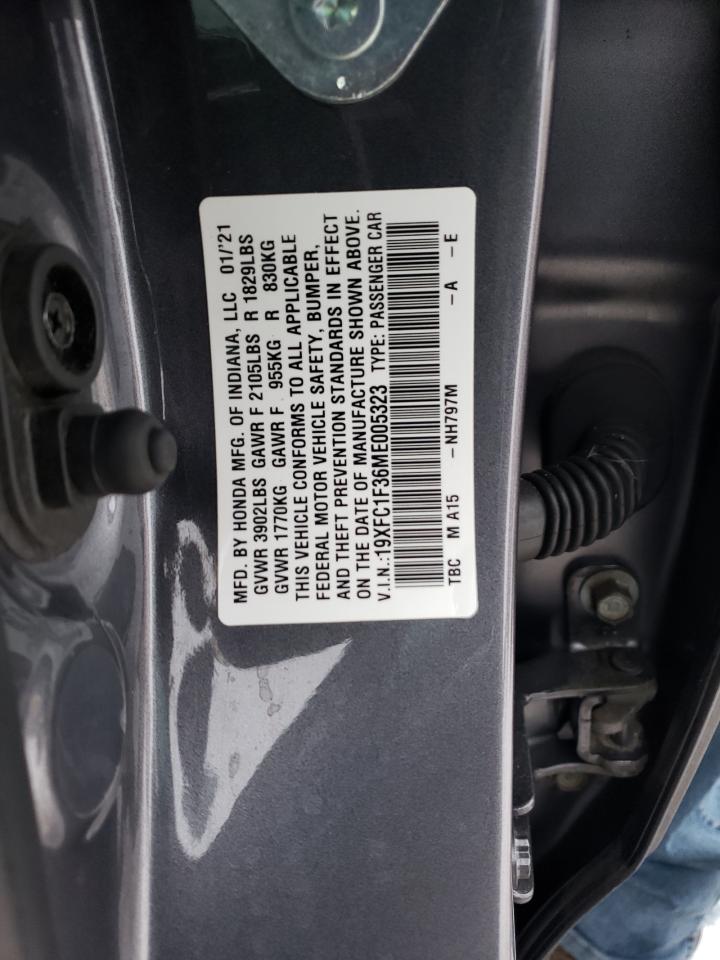 MFD. BY HONDA MFG. OF INDIANA, LLC 01/'21
GVWR 3902LBS GAWR F 2105LBS R 1829LBS
GVWR 1770KG GAWR F 955KG R 830KG
THIS VEHICLE CONFORMS TO ALL APPLICABLE
FEDERAL MOTOR VEHICLE SAFETY, BUMPER,
AND THEFT PREVENTION STANDARDS IN EFFECT
ON THE DATE OF MANUFACTURE SHOWN ABOVE.
V.I.N.:19XFC1F36ME005323 TYPE: PASSENGER CAR
TBC M A15 –NH797M –A –E